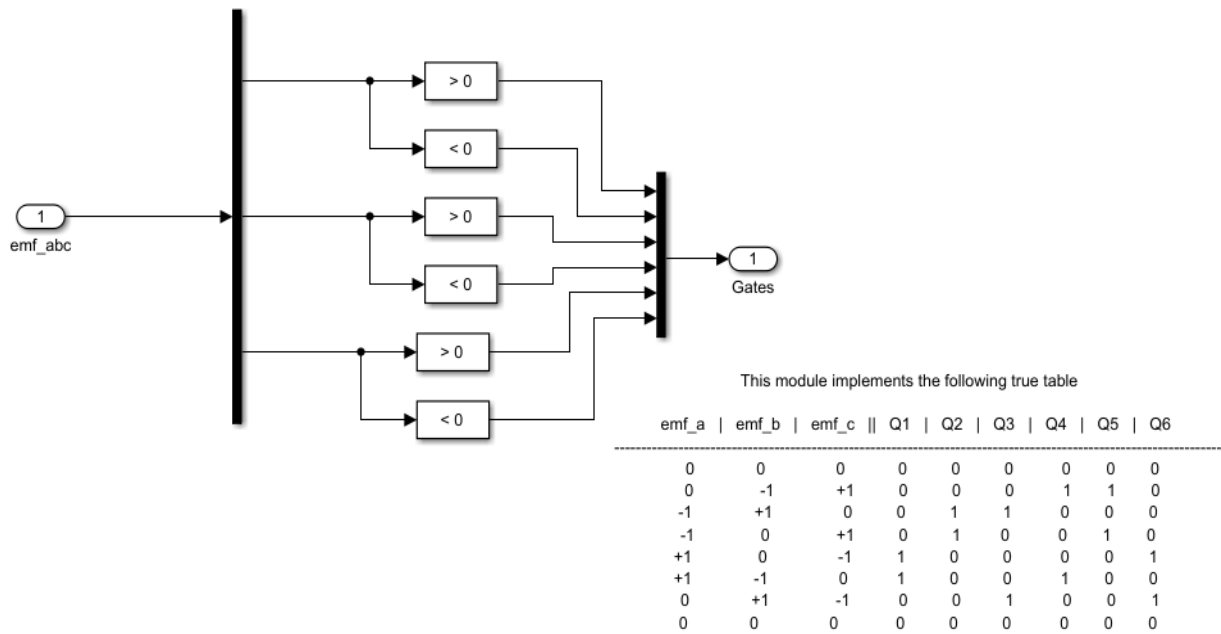 > 0
< 0
> 0
1
emf_abc
< 0
1
Gates
> 0
< 0
This module implements the following true table
emf_a | emf_b | emf_c || Q1 | Q2 | Q3 | Q4 | Q5 | Q6
--------------------------------------------------------------------------------------------------------
0 0 0 0 0 0 0 0 0
0 -1 +1 0 0 0 1 1 0
-1 +1 0 0 1 1 0 0 0
-1 0 +1 0 1 0 0 1 0
+1 0 -1 1 0 0 0 0 1
+1 -1 0 1 0 0 1 0 0
0 +1 -1 0 0 1 0 0 1
0 0 0 0 0 0 0 0 0